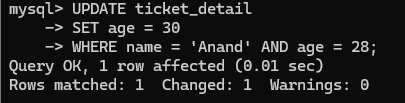 mysql> UPDATE ticket_detail
    -> SET age = 30
    -> WHERE name = 'Anand' AND age = 28;
Query OK, 1 row affected (0.01 sec)
Rows matched: 1  Changed: 1  Warnings: 0